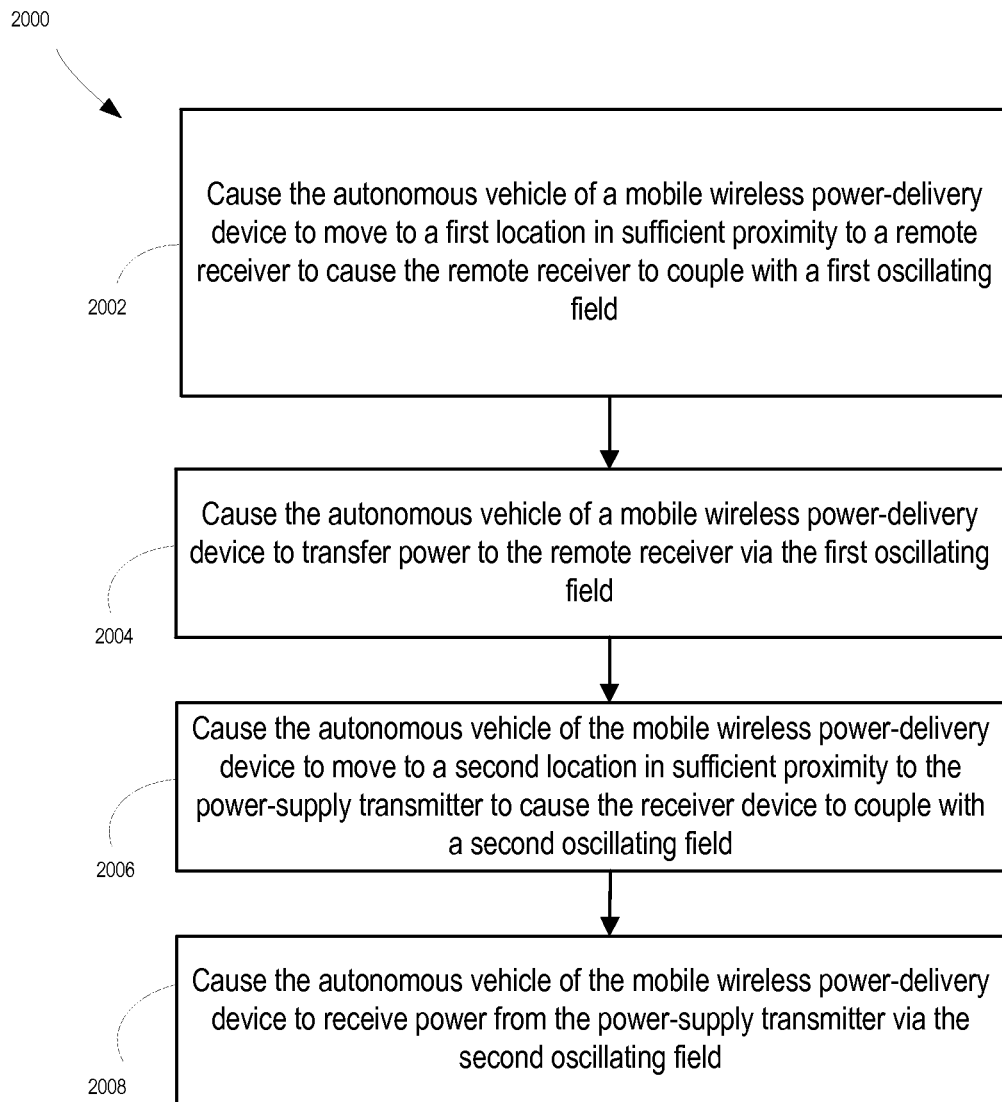 2000
Cause the autonomous vehicle of a mobile wireless power-delivery
device to move to a first location in sufficient proximity to a remote
receiver to cause the remote receiver to couple with a first oscillating
field
2002
Cause the autonomous vehicle of a mobile wireless power-delivery
device to transfer power to the remote receiver via the first oscillating
field
2004
Cause the autonomous vehicle of the mobile wireless power-delivery
device to move to a second location in sufficient proximity to the
power-supply transmitter to cause the receiver device to couple with
a second oscillating field
2006
Cause the autonomous vehicle of the mobile wireless power-delivery
device to receive power from the power-supply transmitter via the
second oscillating field
2008